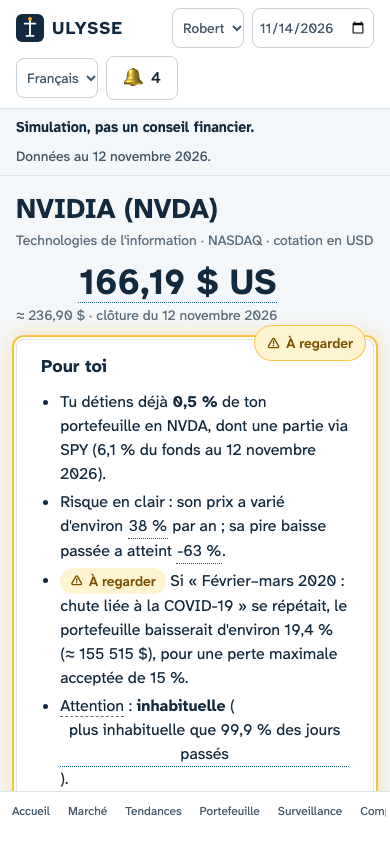 ULYSSE
Robert
11/14/2026
Français
4
Simulation, pas un conseil financier.
Données au 12 novembre 2026.
NVIDIA (NVDA)
Technologies de l'information · NASDAQ · cotation en USD
166,19 $ US
≈ 236,90 $ · clôture du 12 novembre 2026
À regarder
Pour toi
• Tu détiens déjà 0,5 % de ton
portefeuille en NVDA, dont une partie via
SPY (6,1 % du fonds au 12 novembre
2026).
• Risque en clair : son prix a varié
d'environ 38 % par an ; sa pire baisse
passée a atteint -63 %.
• À regarder Si « Février–mars 2020 :
chute liée à la COVID-19 » se répétait, le
portefeuille baisserait d'environ 19,4 %
(≈ 155 515 $), pour une perte maximale
acceptée de 15 %.
• Attention : inhabituelle (
plus inhabituelle que 99,9 % des jours
passés
).
Accueil Marché Tendances Portefeuille Surveillance